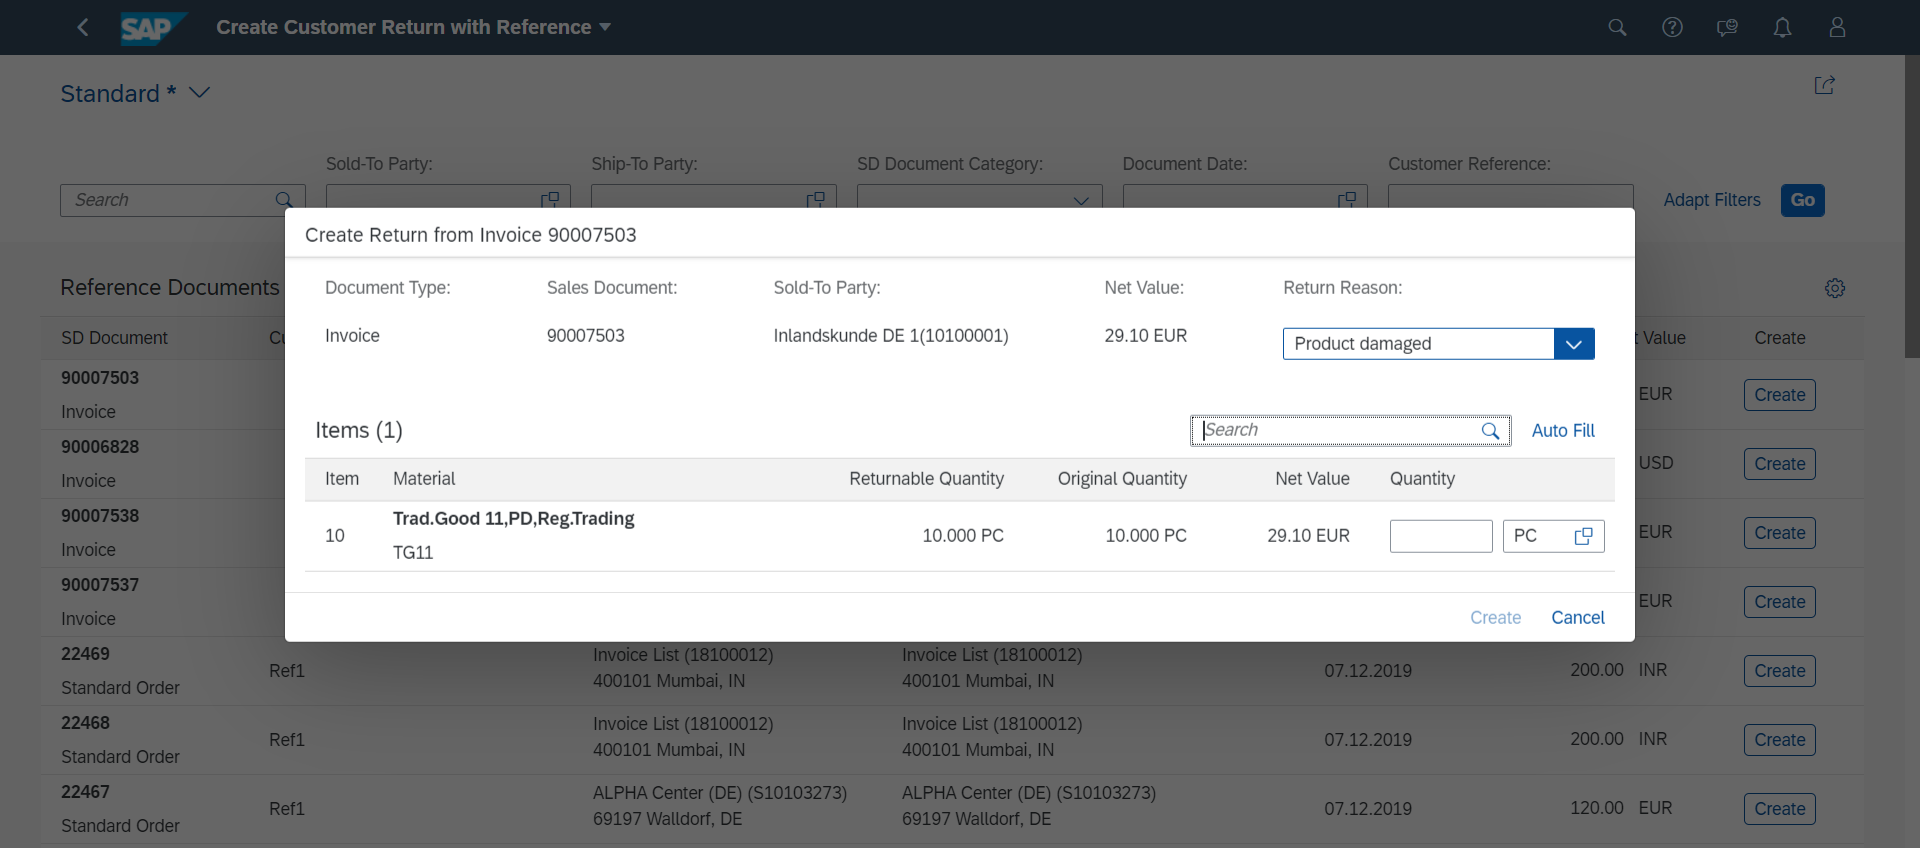 SAP Create Customer Return with Reference
Standard *
Sold-To Party: Ship-To Party: SD Document Category: Document Date: Customer Reference:
Search Adapt Filters Go
Create Return from Invoice 90007503
Document Type: Sales Document: Sold-To Party: Net Value: Return Reason:
Invoice 90007503 Inlandskunde DE 1(10100001) 29.10 EUR Product damaged
Items (1) Search Auto Fill
Item Material Returnable Quantity Original Quantity Net Value Quantity
10 Trad.Good 11,PD,Reg.Trading 10.000 PC 10.000 PC 29.10 EUR PC
TG11
Create Cancel
Reference Documents
SD Document Value Create
90007503
Invoice EUR Create
90006828
Invoice USD Create
90007538
Invoice EUR Create
90007537
Invoice EUR Create
22469 Invoice List (18100012) Invoice List (18100012)
Ref1 07.12.2019 200.00 INR Create
Standard Order 400101 Mumbai, IN 400101 Mumbai, IN
22468 Invoice List (18100012) Invoice List (18100012)
Ref1 07.12.2019 200.00 INR Create
Standard Order 400101 Mumbai, IN 400101 Mumbai, IN
22467 ALPHA Center (DE) (S10103273) ALPHA Center (DE) (S10103273)
Ref1 07.12.2019 120.00 EUR Create
Standard Order 69197 Walldorf, DE 69197 Walldorf, DE